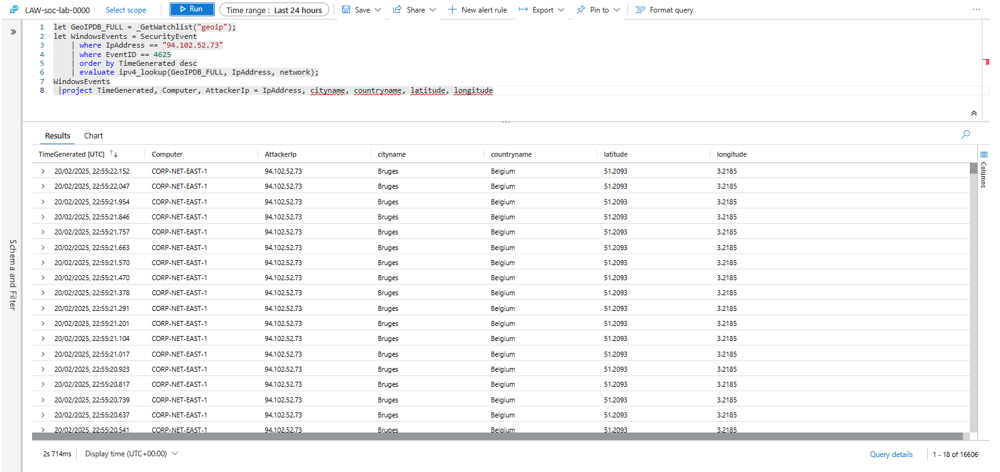 LAW-soc-lab-0000 Select scope Run Time range : Last 24 hours Save Share New alert rule Export Pin to Format query
1 let GeoIPDB_FULL = _GetWatchlist("geoip");
2 let WindowsEvents = SecurityEvent
3 | where IpAddress == "94.102.52.73"
4 | where EventID == 4625
5 | order by TimeGenerated desc
6 | evaluate ipv4_lookup(GeoIPDB_FULL, IpAddress, network);
7 WindowsEvents
8 |project TimeGenerated, Computer, AttackerIp = IpAddress, cityname, countryname, latitude, longitude
Schema and Filter
Results Chart
TimeGenerated [UTC] Computer AttackerIp cityname countryname latitude longitude
Columns
20/02/2025, 22:55:22.152 CORP-NET-EAST-1 94.102.52.73 Bruges Belgium 51.2093 3.2185
20/02/2025, 22:55:22.047 CORP-NET-EAST-1 94.102.52.73 Bruges Belgium 51.2093 3.2185
20/02/2025, 22:55:21.954 CORP-NET-EAST-1 94.102.52.73 Bruges Belgium 51.2093 3.2185
20/02/2025, 22:55:21.846 CORP-NET-EAST-1 94.102.52.73 Bruges Belgium 51.2093 3.2185
20/02/2025, 22:55:21.757 CORP-NET-EAST-1 94.102.52.73 Bruges Belgium 51.2093 3.2185
20/02/2025, 22:55:21.663 CORP-NET-EAST-1 94.102.52.73 Bruges Belgium 51.2093 3.2185
20/02/2025, 22:55:21.570 CORP-NET-EAST-1 94.102.52.73 Bruges Belgium 51.2093 3.2185
20/02/2025, 22:55:21.470 CORP-NET-EAST-1 94.102.52.73 Bruges Belgium 51.2093 3.2185
20/02/2025, 22:55:21.378 CORP-NET-EAST-1 94.102.52.73 Bruges Belgium 51.2093 3.2185
20/02/2025, 22:55:21.291 CORP-NET-EAST-1 94.102.52.73 Bruges Belgium 51.2093 3.2185
20/02/2025, 22:55:21.201 CORP-NET-EAST-1 94.102.52.73 Bruges Belgium 51.2093 3.2185
20/02/2025, 22:55:21.104 CORP-NET-EAST-1 94.102.52.73 Bruges Belgium 51.2093 3.2185
20/02/2025, 22:55:21.017 CORP-NET-EAST-1 94.102.52.73 Bruges Belgium 51.2093 3.2185
20/02/2025, 22:55:20.923 CORP-NET-EAST-1 94.102.52.73 Bruges Belgium 51.2093 3.2185
20/02/2025, 22:55:20.817 CORP-NET-EAST-1 94.102.52.73 Bruges Belgium 51.2093 3.2185
20/02/2025, 22:55:20.739 CORP-NET-EAST-1 94.102.52.73 Bruges Belgium 51.2093 3.2185
20/02/2025, 22:55:20.637 CORP-NET-EAST-1 94.102.52.73 Bruges Belgium 51.2093 3.2185
20/02/2025, 22:55:20.541 CORP-NET-EAST-1 94.102.52.73 Bruges Belgium 51.2093 3.2185
2s 714ms Display time (UTC+00:00) Query details 1 - 18 of 16606